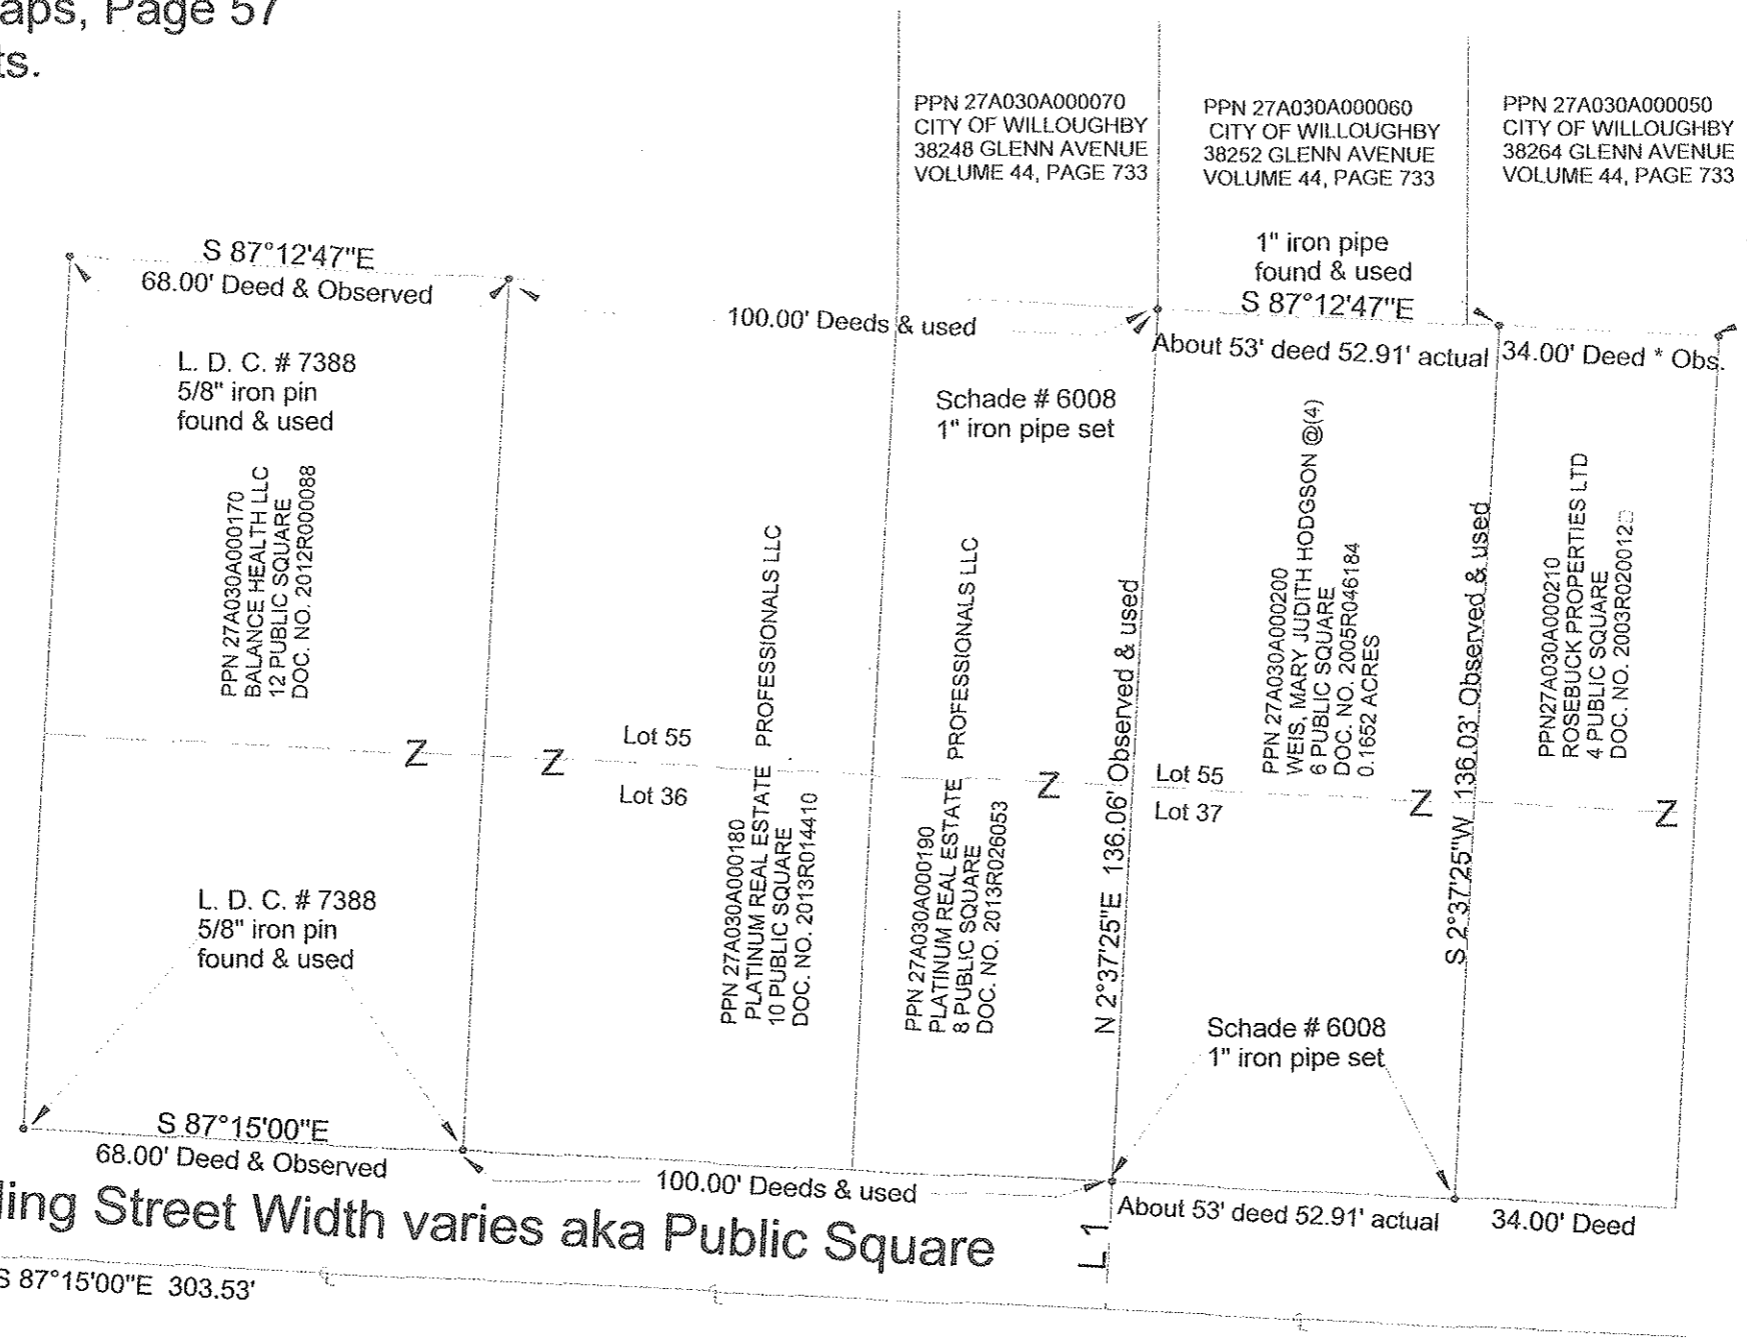 aps, Page 57
ts.
PPN 27A030A000070
CITY OF WILLOUGHBY
38248 GLENN AVENUE
VOLUME 44, PAGE 733
PPN 27A030A000060
CITY OF WILLOUGHBY
38252 GLENN AVENUE
VOLUME 44, PAGE 733
PPN 27A030A000050
CITY OF WILLOUGHBY
38264 GLENN AVENUE
VOLUME 44, PAGE 733
S 87°12'47"E
68.00' Deed & Observed
100.00' Deeds & used
1" iron pipe
found & used
S 87°12'47"E
About 53' deed 52.91' actual
34.00' Deed * Obs.
L. D. C. # 7388
5/8" iron pin
found & used
Schade # 6008
1" iron pipe set
PPN 27A030A000170
BALANCE HEALTH LLC
12 PUBLIC SQUARE
DOC. NO. 2012R000088
PPN 27A030A000180
PLATINUM REAL ESTATE PROFESSIONALS LLC
10 PUBLIC SQUARE
DOC. NO. 2013R014410
PPN 27A030A000190
PLATINUM REAL ESTATE PROFESSIONALS LLC
8 PUBLIC SQUARE
DOC. NO. 2013R026053
N 2°37'25"E 136.06' Observed & used
PPN 27A030A000200
WEIS, MARY JUDITH HODGSON @(4)
6 PUBLIC SQUARE
DOC. NO. 2005R046184
0.1652 ACRES
S 2°37'25"W 136.03' Observed & used
PPN27A030A000210
ROSEBUCK PROPERTIES LTD
4 PUBLIC SQUARE
DOC. NO.
Z
Z
Lot 55
Lot 36
Z
Lot 55
Lot 37
Z
Z
L. D. C. # 7388
5/8" iron pin
found & used
Schade # 6008
1" iron pipe set
S 87°15'00"E
68.00' Deed & Observed
100.00' Deeds & used
About 53' deed 52.91' actual
34.00' Deed
ding Street Width varies aka Public Square
L 1
S 87°15'00"E 303.53'